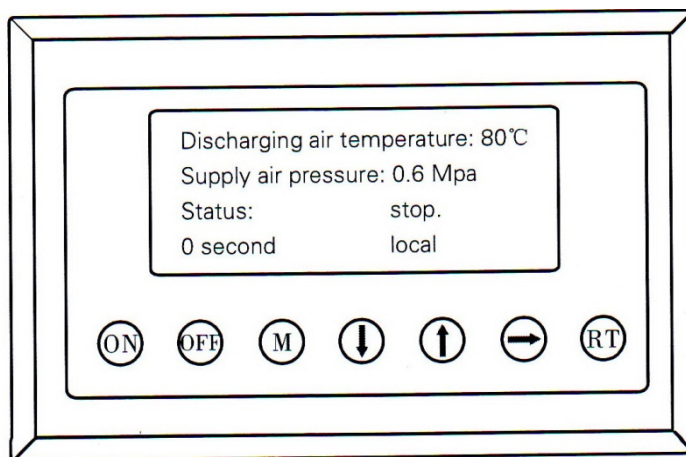 Discharging air temperature: 80℃
Supply air pressure: 0.6 Mpa
Status: stop.
0 second local
ON OFF M ↓ ↑ → RT